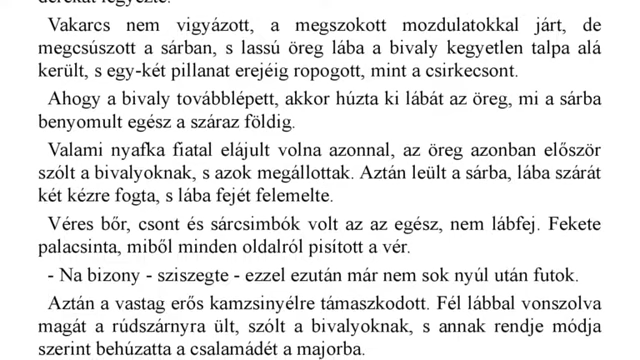 derekát legyezte.
Vakarcs nem vigyázott, a megszokott mozdulatokkal járt, de
megcsúszott a sárban, s lassú öreg lába a bivaly kegyetlen talpa alá
került, s egy-két pillanat erejéig ropogott, mint a csirkecsont.
Ahogy a bivaly továbblépett, akkor húzta ki lábát az öreg, mi a sárba
benyomult egész a száraz földig.
Valami nyafka fiatal elájult volna azonnal, az öreg azonban először
szólt a bivalyoknak, s azok megállottak. Aztán leült a sárba, lába szárát
két kézre fogta, s lába fejét felemelte.
Véres bőr, csont és sárcsimbók volt az az egész, nem lábfej. Fekete
palacsinta, miből minden oldalról pisított a vér.
- Na bizony - sziszegte - ezzel ezután már nem sok nyúl után futok.
Aztán a vastag erős kamzsinyélre támaszkodott. Fél lábbal vonszolva
magát a rúdszárnyra ült, szólt a bivalyoknak, s annak rendje módja
szerint behúzatta a csalamádét a majorba.